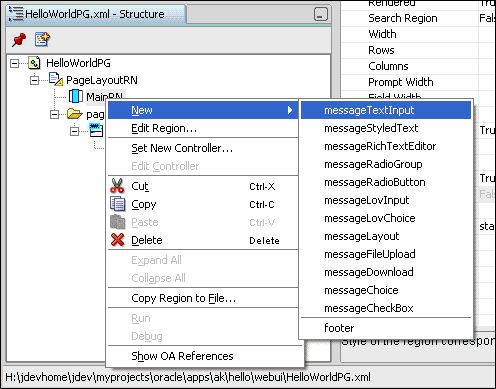 HelloWorldPG.xml - Structure
HelloWorldPG
PageLayoutRN
MainRN
pag
New
Edit Region...
Set New Controller...
Edit Controller
Cut Ctrl-X
Copy Ctrl-C
Paste Ctrl-V
Delete Delete
Expand All
Collapse All
Copy Region to File...
Run
Debug
Show OA References
messageTextInput
messageStyledText
messageRichTextEditor
messageRadioGroup
messageRadioButton
messageLovInput
messageLovChoice
messageLayout
messageFileUpload
messageDownload
messageChoice
messageCheckBox
footer
Rendered Tru
Search Region Fals
Width
Rows
Columns
Prompt Width
Field Width
Tru
Tru
Fals
sta
Style of the region correspor
H:\jdevhome\jdev\myprojects\oracle\apps\ak\hello\webui\HelloWorldPG.xml